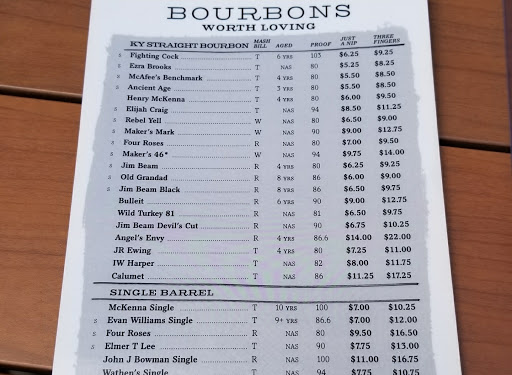 BOURBONS
WORTH LOVING
KY STRAIGHT BOURBON MASH BILL AGED PROOF JUST A NIP THREE FINGERS
S Fighting Cock T 6 YRS 103 $6.25 $9.25
S Ezra Brooks T NAS 80 $5.25 $8.25
S McAfee's Benchmark T 4 YRS 80 $5.50 $8.50
S Ancient Age T 3 YRS 80 $5.50 $8.50
Henry McKenna T 4 YRS 80 $6.00 $9.50
S Elijah Craig T NAS 94 $8.50 $11.25
S Rebel Yell W NAS 80 $6.50 $9.00
S Maker's Mark W NAS 90 $9.00 $12.75
S Four Roses R NAS 80 $7.00 $9.50
S Maker's 46* W NAS 94 $9.75 $14.00
S Jim Beam R 4 YRS 80 $6.25 $9.25
S Old Grandad R 8 YRS 86 $6.00 $9.00
S Jim Beam Black R 8 YRS 86 $6.50 $9.75
Bulleit R 6 YRS 90 $9.00 $12.75
Wild Turkey 81 R NAS 81 $6.50 $9.75
Jim Beam Devil's Cut R NAS 90 $6.75 $10.25
Angel's Envy R 4 YRS 86.6 $14.00 $22.00
JR Ewing T 4 YRS 80 $7.25 $11.00
IW Harper T NAS 82 $8.00 $11.75
Calumet T NAS 86 $11.25 $17.25
SINGLE BARREL
McKenna Single T 10 YRS 100 $7.00 $10.25
S Evan Williams Single T 9+ YRS 86.6 $7.00 $12.00
S Four Roses R NAS 80 $9.50 $16.50
S Elmer T Lee T NAS 90 $7.75 $13.00
John J Bowman Single R NAS 100 $11.00 $16.75
Wathen's Single T NAS 94 $7.75 $10.75